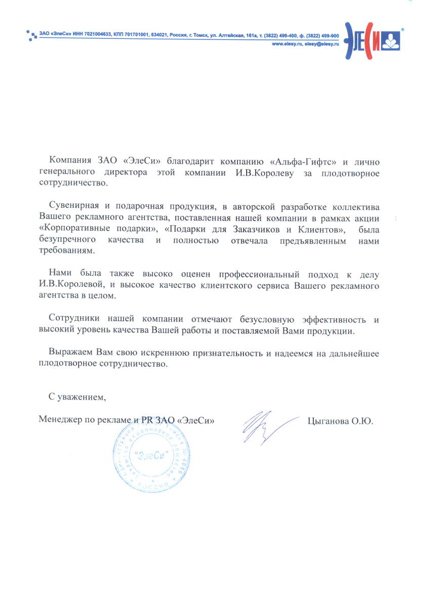 ЗАО «ЭлеСи» ИНН 7021004633, КПП 701701001, 634021, Россия, г. Томск, ул. Алтайская, 161а, т. (3822) 499-400, ф. (3822) 499-900
www.elesy, elesy@elesy.ru
ЭлеСи
Компания ЗАО «ЭлеСи» благодарит компанию «Альфа-Гифтс» и лично
генерального директора этой компании И.В.Королеву за плодотворное
сотрудничество.
Сувенирная и подарочная продукция, в авторской разработке коллектива
Вашего рекламного агентства, поставленная нашей компании в рамках акции
«Корпоративные подарки», «Подарки для Заказчиков и Клиентов», была
безупречного качества и полностью отвечала предъявленным нами
требованиям.
Нами была также высоко оценен профессиональный подход к делу
И.В.Королевой, и высокое качество клиентского сервиса Вашего рекламного
агентства в целом.
Сотрудники нашей компании отмечают безусловную эффективность и
высокий уровень качества Вашей работы и поставляемой Вами продукции.
Выражаем Вам свою искреннюю признательность и надеемся на дальнейшее
плодотворное сотрудничество.
С уважением,
Менеджер по рекламе и PR ЗАО «ЭлеСи» Цыганова О.Ю.
"ЭлеСи"